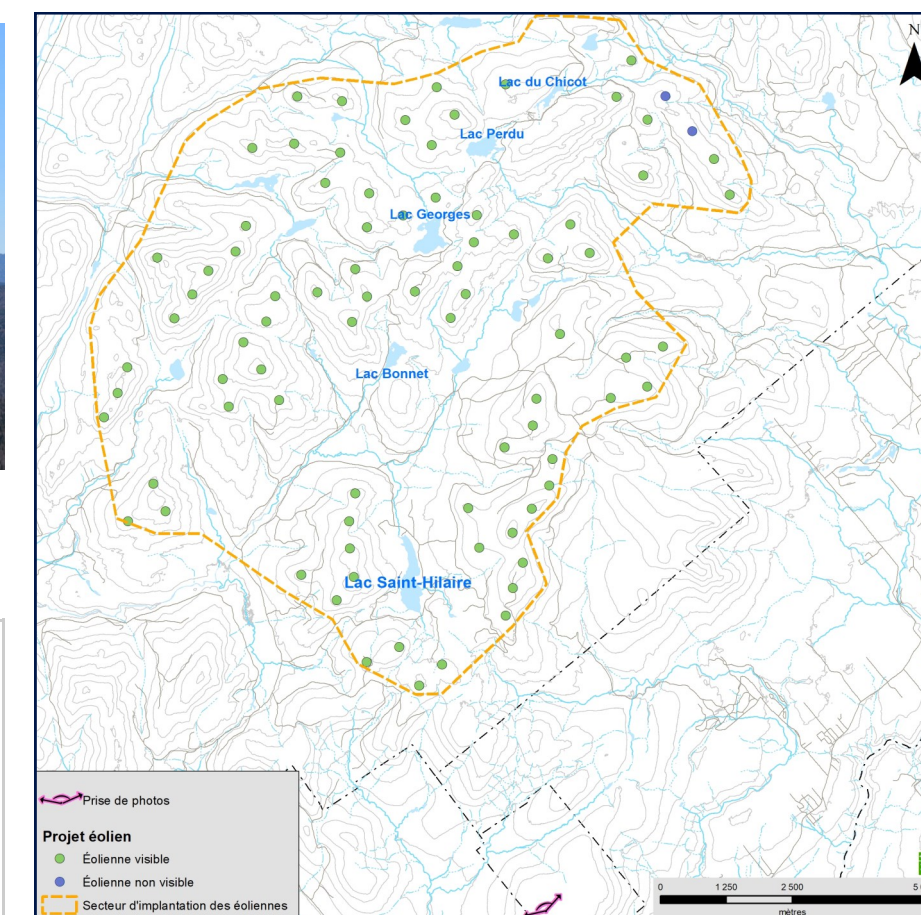 N
Lac du Chicot
Lac Perdu
Lac Georges
Lac Bonnet
Lac Saint-Hilaire
Prise de photos
Projet éolien
Éolienne visible
Éolienne non visible
Secteur d'implantation des éoliennes
0 1 250 2 500
mètres